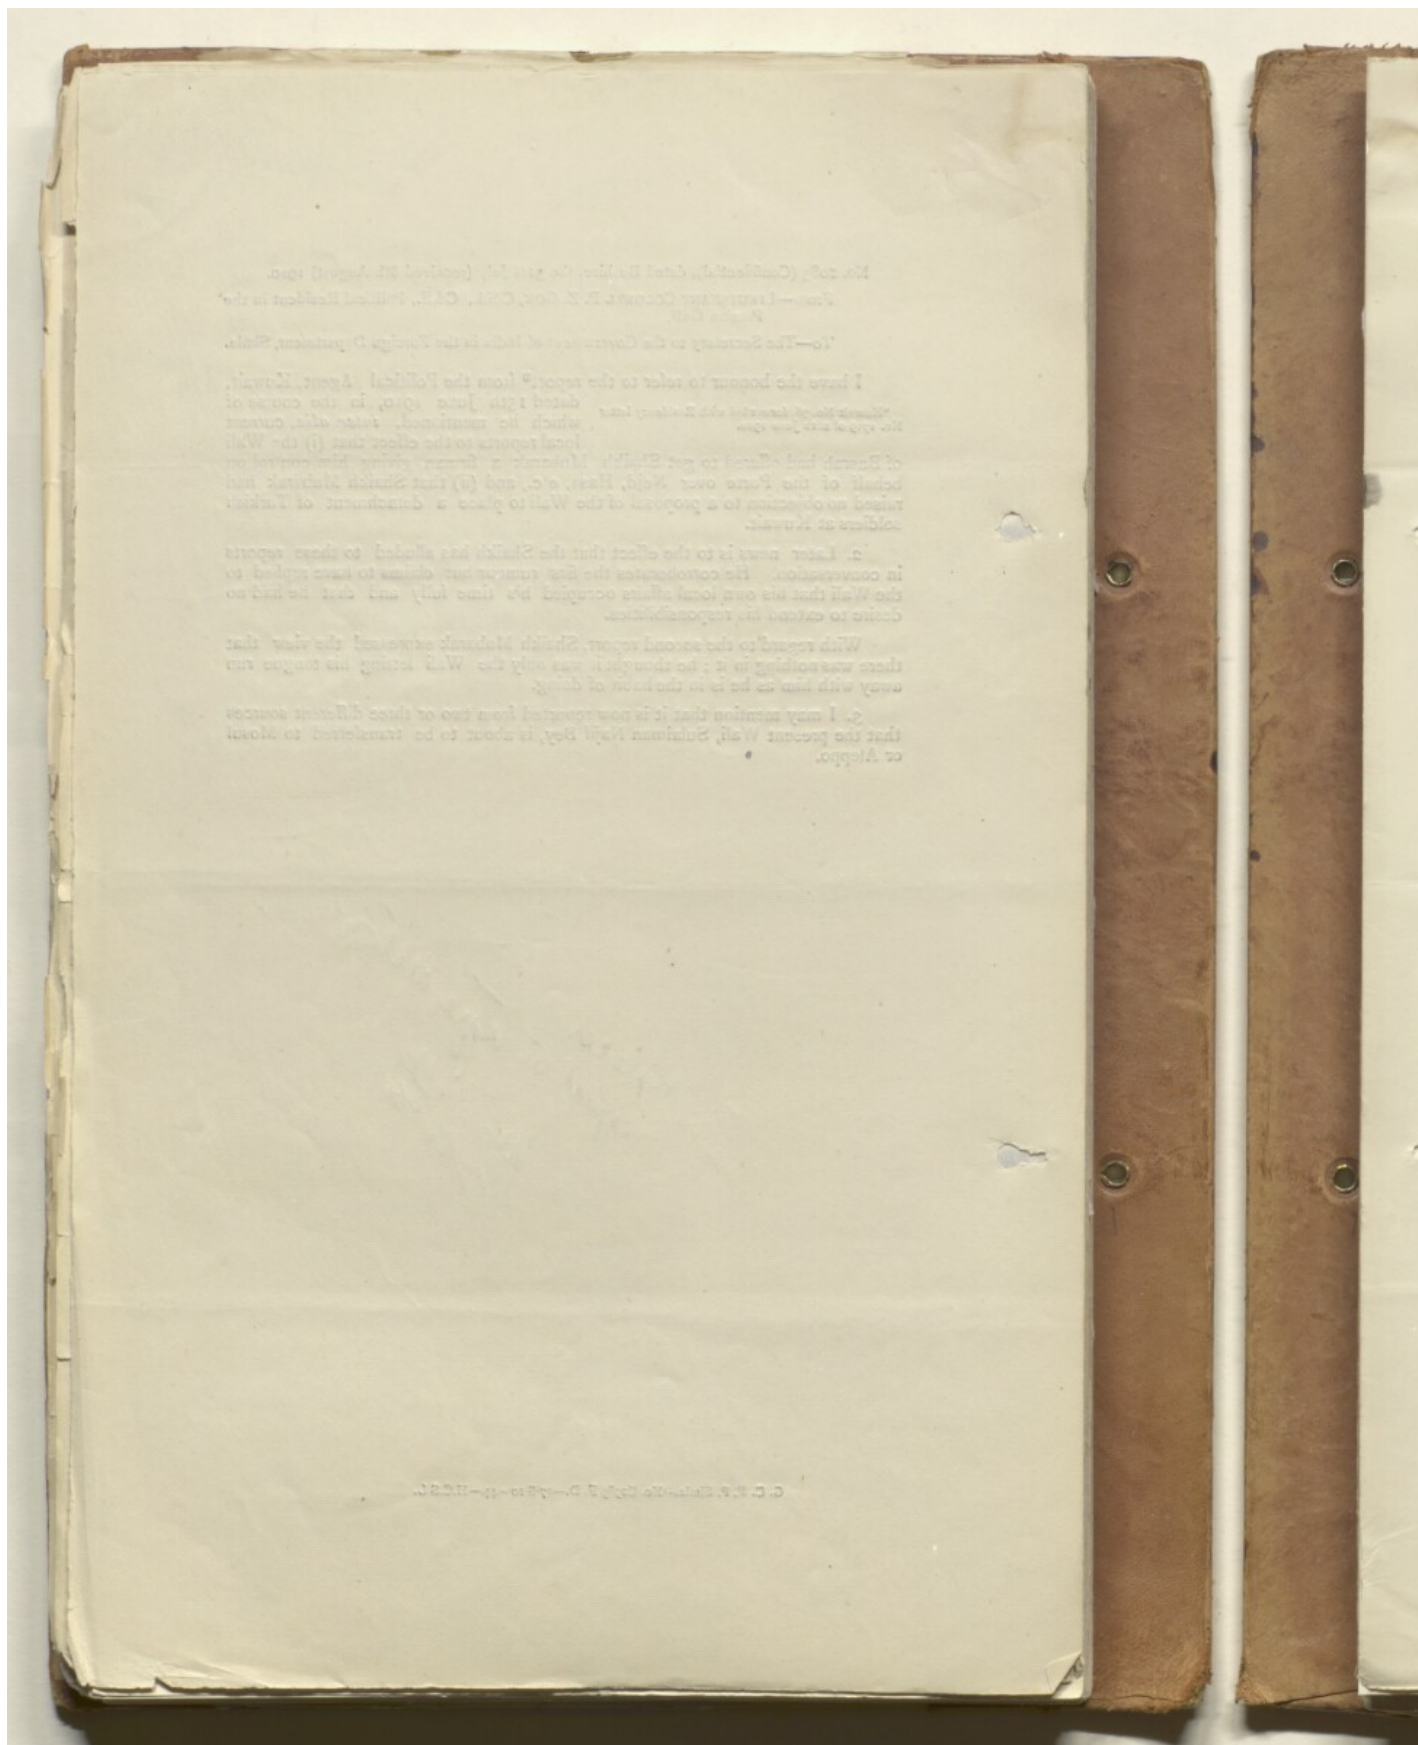 No. 2085 (Confidential), dated Bushire, the 31st July (received 8th August) 1910.
From—LIEUTENANT COLONEL P. Z. COX, C.S.I., C.I.E., Political Resident in the
Persian Gulf,
To—The Secretary to the Government of India in the Foreign Department, Simla.
I have the honour to refer to the report* from the Political Agent, Kuwait,
dated 15th June 1910, in the course of
which he mentioned, inter alia, current
local reports to the effect that (i) the Wali
of Basrah had offered to get Shaikh Mubarak a firman giving him control on
behalf of the Porte over Nejd, Hasa, etc., and (ii) that Shaikh Mubarak had
raised no objection to a proposal of the Wali to place a detachment of Turkish
soldiers at Kuwait.
2. Later news is to the effect that the Shaikh has alluded to these reports
in conversation. He corroborates the first rumour but claims to have replied to
the Wali that his own local affairs occupied his time fully and that he had no
desire to extend his responsibilities.
With regard to the second report, Shaikh Mubarak expressed the view that
there was nothing in it ; he thought it was only the Wali letting his tongue run
away with him as he is in the habit of doing.
3. I may mention that it is now reported from two or three different sources
that the present Wali, Sulaiman Nazif Bey, is about to be transferred to Mosul
or Aleppo.